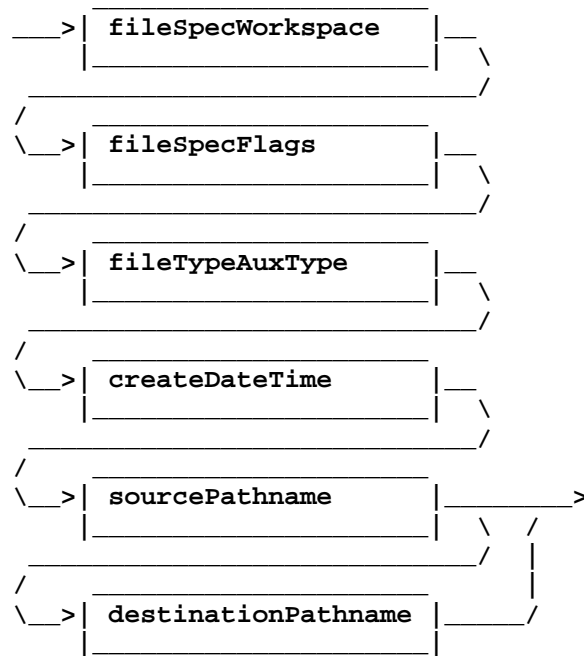 fileSpecWorkspace
fileSpecFlags
fileTypeAuxType
createDateTime
sourcePathname
destinationPathname